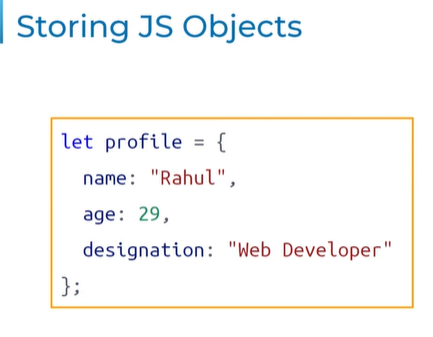 Storing JS Objects
let profile = {
name: "Rahul",
age: 29,
designation: "Web Developer"
};